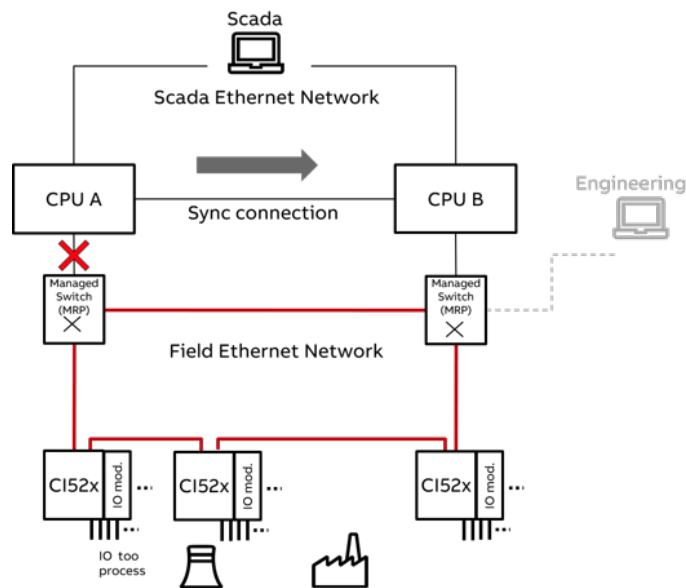 Scada
Scada Ethernet Network
CPU A
CPU B
Sync connection
Engineering
Managed
Switch
(MRP)
Managed
Switch
(MRP)
Field Ethernet Network
CI52x
IO mod.
CI52x
IO mod.
CI52x
IO mod.
IO too
process